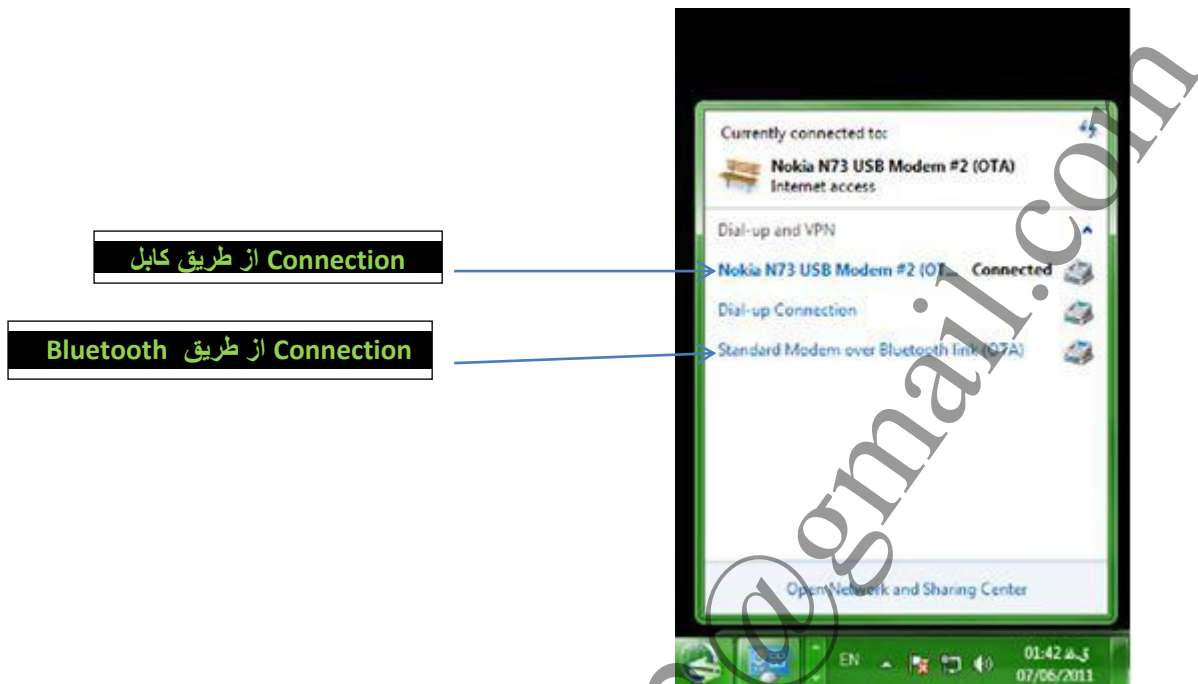 Currently connected to:
Nokia N73 USB Modem #2 (OTA)
Internet access
Dial-up and VPN
Connection از طریق کابل
Nokia N73 USB Modem #2 (OT... Connected
Dial-up Connection
Connection از طریق Bluetooth
Standard Modem over Bluetooth link (OTA)
Open Network and Sharing Center
EN
01:42 ق.ظ
07/06/2011
@gmail.com